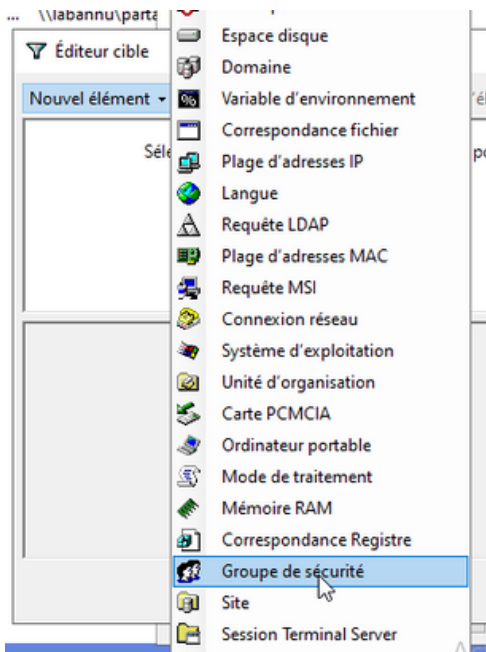 ... \\labannu\parta
Éditeur cible
Nouvel élément
Espace disque
Domaine
Variable d'environnement
Correspondance fichier
Plage d'adresses IP
Langue
Requête LDAP
Plage d'adresses MAC
Requête MSI
Connexion réseau
Système d'exploitation
Unité d'organisation
Carte PCMCIA
Ordinateur portable
Mode de traitement
Mémoire RAM
Correspondance Registre
Groupe de sécurité
Site
Session Terminal Server